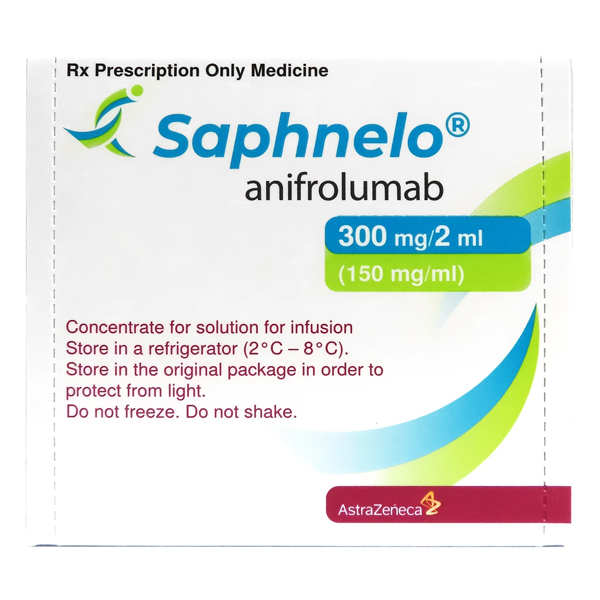 Rx Prescription Only Medicine
Saphnelo®
anifrolumab
300 mg/2 ml
(150 mg/ml)
Concentrate for solution for infusion
Store in a refrigerator (2°C – 8°C).
Store in the original package in order to
protect from light.
Do not freeze. Do not shake.
AstraZeneca